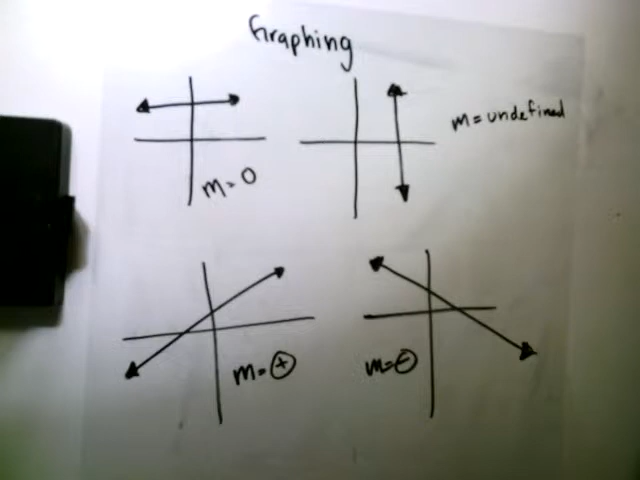 Graphing
m = undefined
m = 0
m = ⊕
m = ⊖